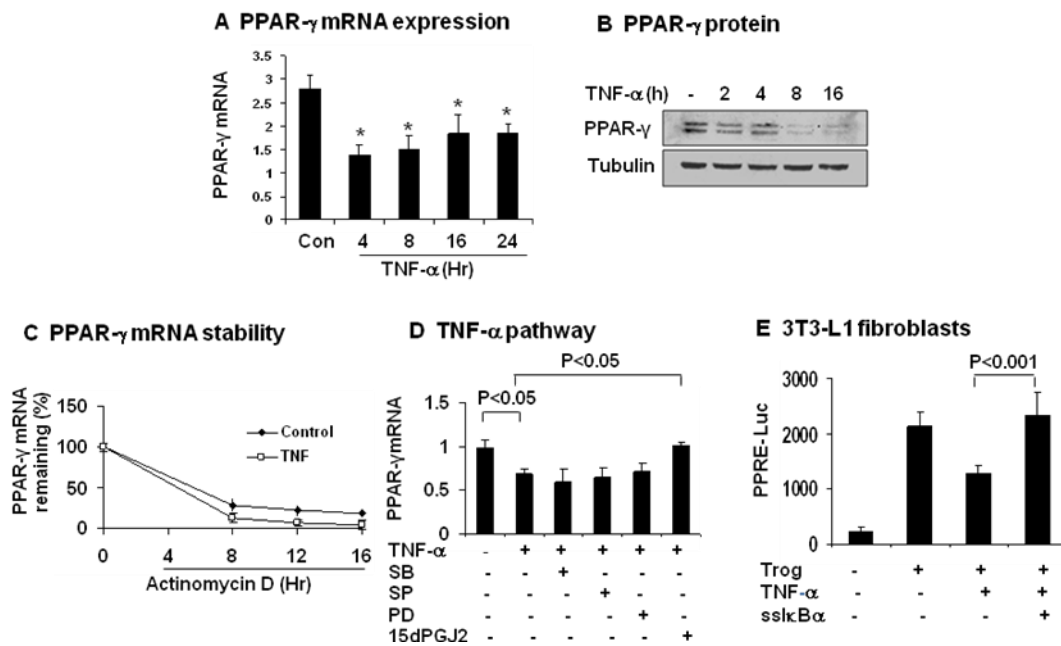 A PPAR-γ mRNA expression
PPAR-γ mRNA
3.5
3
2.5
2
1.5
1
0.5
0
* * * *
Con 4 8 16 24
TNF-α (Hr)
B PPAR-γ protein
TNF-α (h) - 2 4 8 16
PPAR-γ
Tubulin
C PPAR-γ mRNA stability
PPAR-γ mRNA
remaining (%)
150
100
50
25
0
Control
TNF
0 4 8 12 16
Actinomycin D (Hr)
D TNF-α pathway
P<0.05
P<0.05
PPAR-γmRNA
1.5
1
0.5
0
TNF-α - + + + + +
SB - - + - - -
SP - - - + - -
PD - - - - + -
15dPGJ2 - - - - - +
E 3T3-L1 fibroblasts
P<0.001
PPRE- Luc
3000
2000
1000
0
Trog - + + +
TNF-α - - + +
ssIκBα - - - +